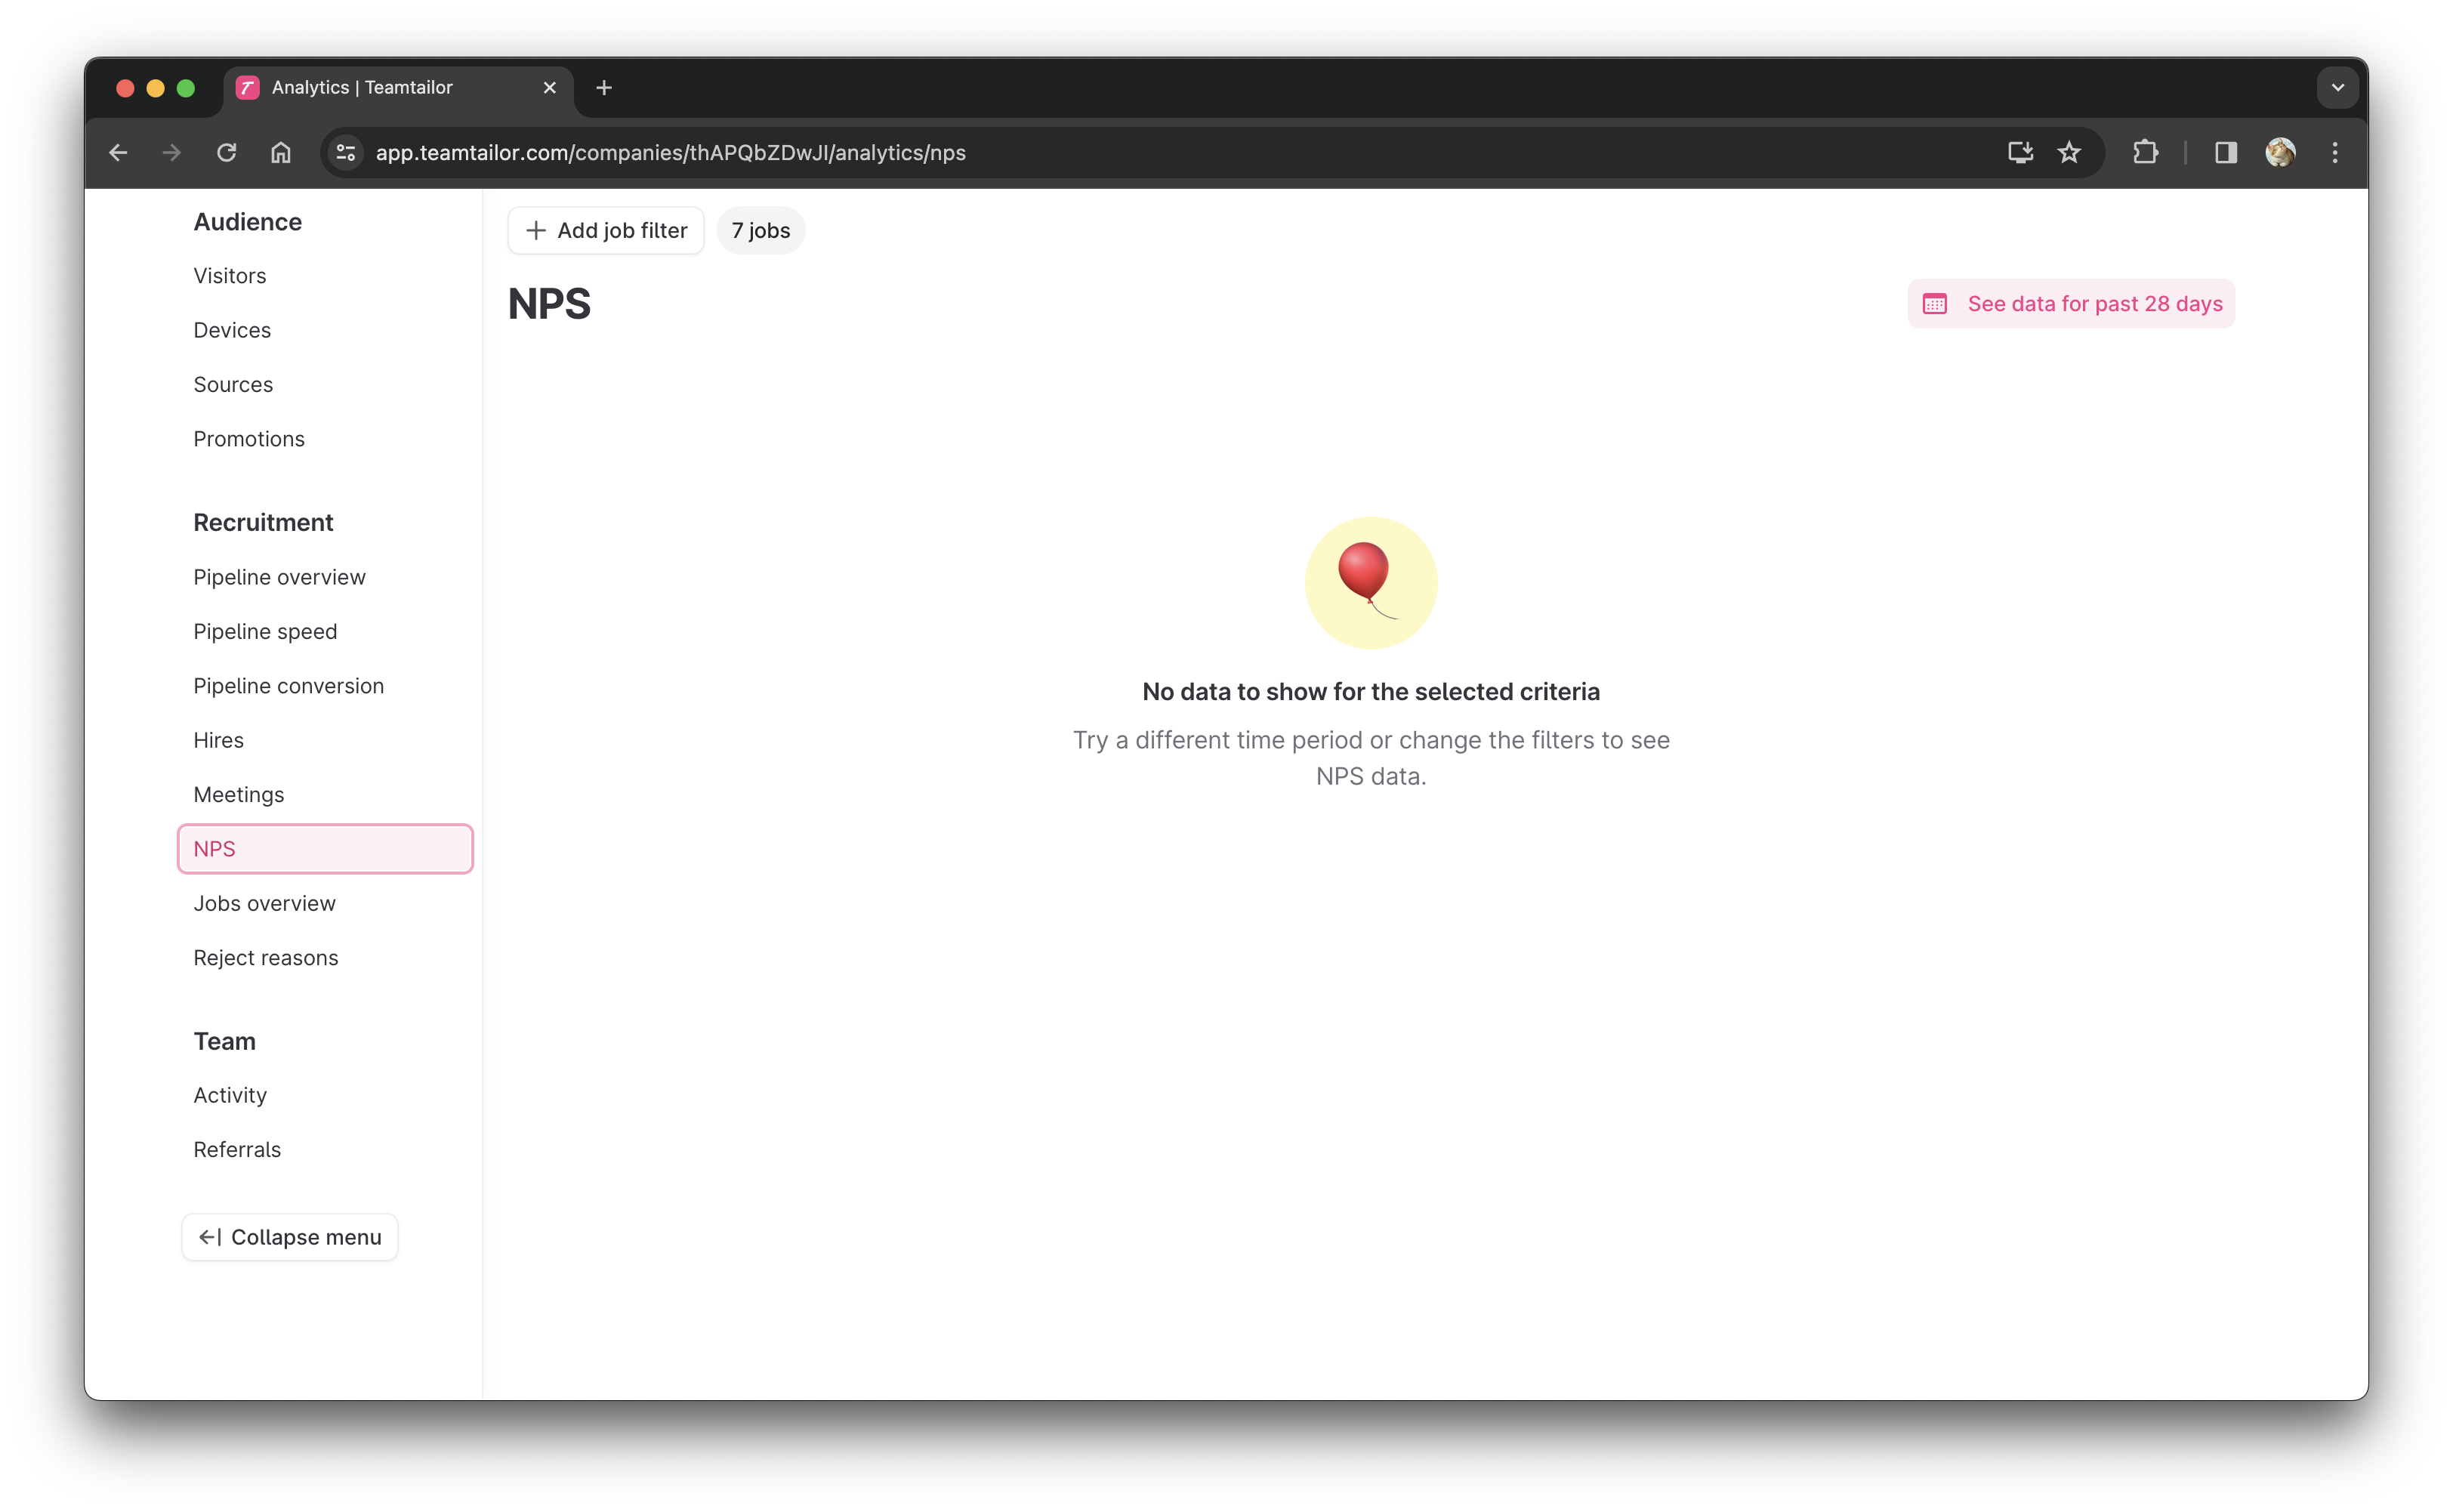 Analytics | Teamtailor
app.teamtailor.com/companies/thAPQbZDwJI/analytics/nps
Audience
Visitors
Devices
Sources
Promotions
Recruitment
Pipeline overview
Pipeline speed
Pipeline conversion
Hires
Meetings
NPS
Jobs overview
Reject reasons
Team
Activity
Referrals
Collapse menu
Add job filter
7 jobs
NPS
See data for past 28 days
No data to show for the selected criteria
Try a different time period or change the filters to see
NPS data.